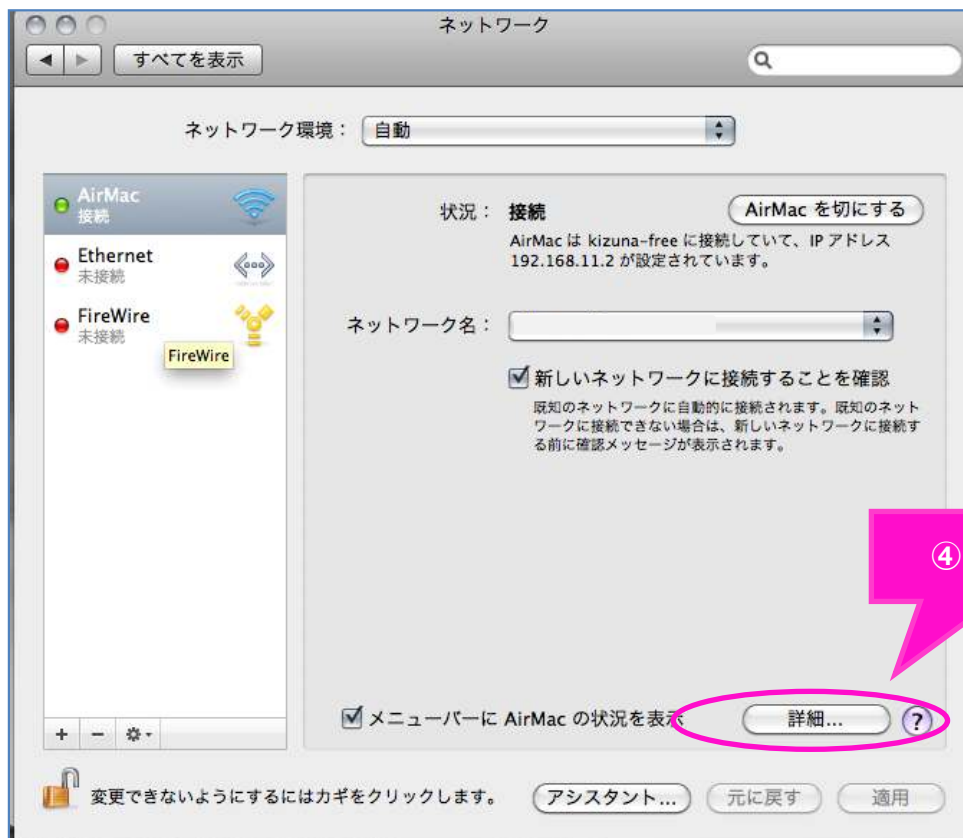 ネットワーク
すべてを表示
ネットワーク環境：
自動
AirMac
接続
Ethernet
未接続
FireWire
未接続
FireWire
状況：
接続
AirMac を切にする
AirMac は kizuna-free に接続していて、IP アドレス
192.168.11.2 が設定されています。
ネットワーク名：
新しいネットワークに接続することを確認
既知のネットワークに自動的に接続されます。既知のネット
ワークに接続できない場合は、新しいネットワークに接続す
る前に確認メッセージが表示されます。
④
メニューバーに AirMac の状況を表示
詳細...
?
+ −
変更できないようにするにはカギをクリックします。
アシスタント...
元に戻す
適用